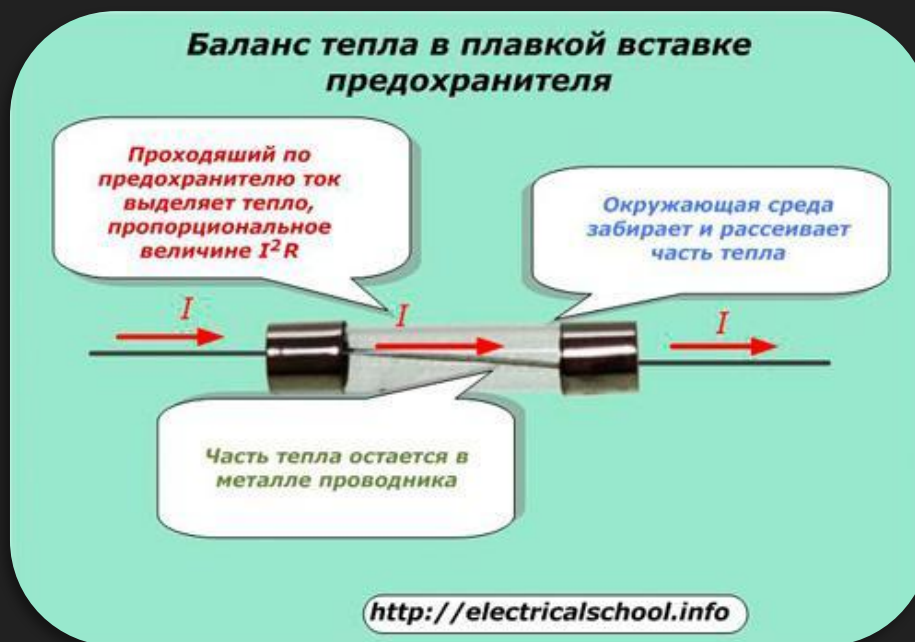 Баланс тепла в плавкой вставке
предохранителя
Проходяший по
предохранителю ток
выделяет тепло,
пропорциональное
величине I²R
Окружающая среда
забирает и рассеивает
часть тепла
I
I
I
Часть тепла остается в
металле проводника
http://electricalschool.info